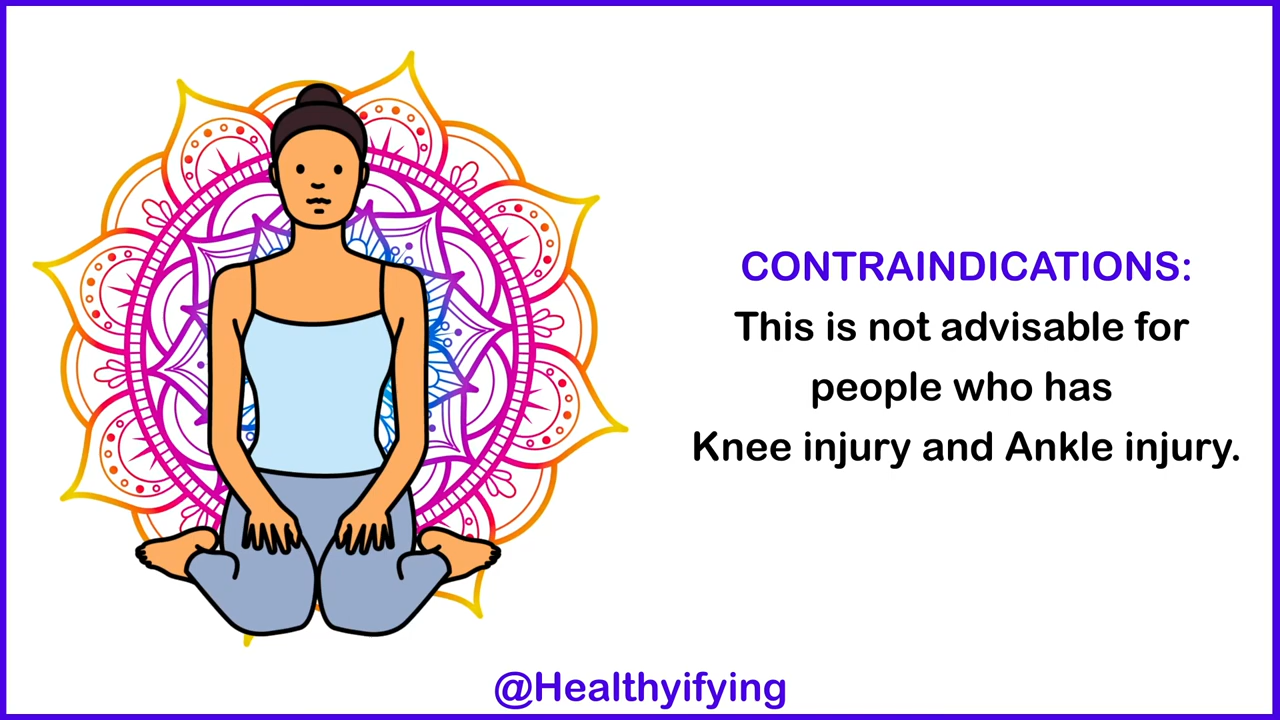 CONTRAINDICATIONS:
This is not advisable for
people who has
Knee injury and Ankle injury.
@Healthyifying